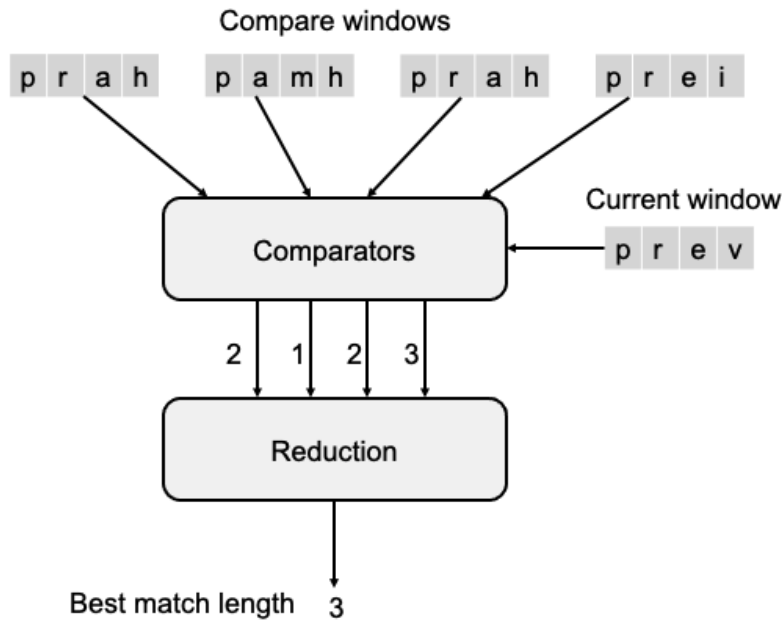 Compare windows
p r a h p a m h p r a h p r e i
Current window
p r e v
Comparators
2 1 2 3
Reduction
Best match length 3